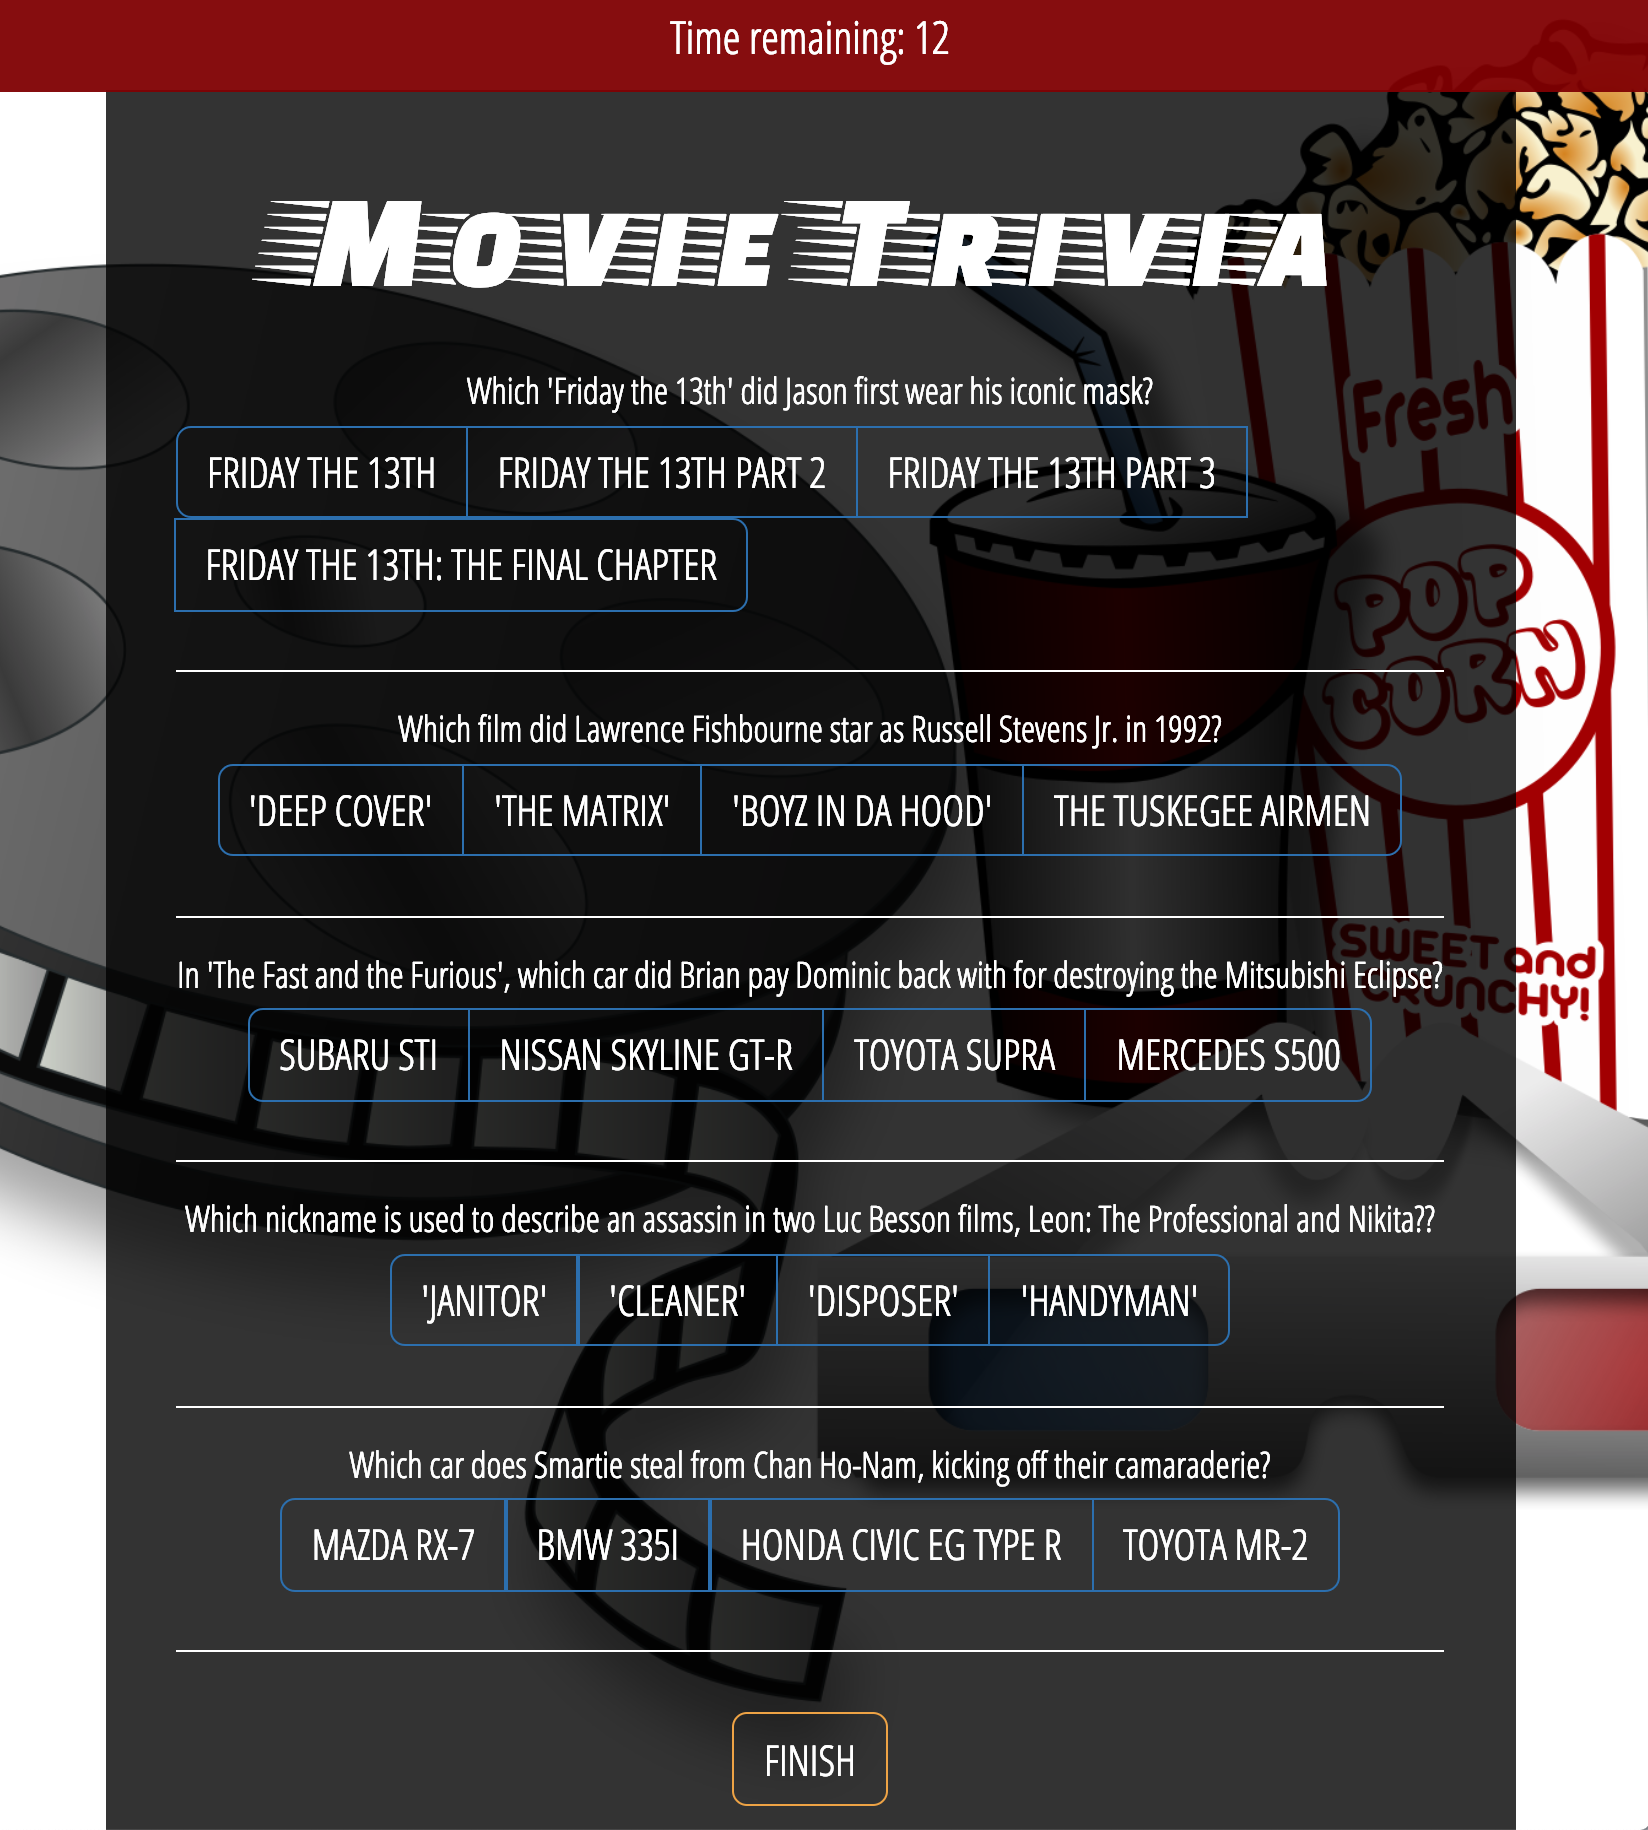 Time remaining: 12
MOVIE TRIVIA
Which 'Friday the 13th' did Jason first wear his iconic mask?
FRIDAY THE 13TH
FRIDAY THE 13TH PART 2
FRIDAY THE 13TH PART 3
FRIDAY THE 13TH: THE FINAL CHAPTER
Fresh
POP
CORN
Which film did Lawrence Fishbourne star as Russell Stevens Jr. in 1992?
'DEEP COVER'
'THE MATRIX'
'BOYZ IN DA HOOD'
THE TUSKEGEE AIRMEN
SWEET and
CRUNCHY!
In 'The Fast and the Furious', which car did Brian pay Dominic back with for destroying the Mitsubishi Eclipse?
SUBARU STI
NISSAN SKYLINE GT-R
TOYOTA SUPRA
MERCEDES S500
Which nickname is used to describe an assassin in two Luc Besson films, Leon: The Professional and Nikita??
'JANITOR'
'CLEANER'
'DISPOSER'
'HANDYMAN'
Which car does Smartie steal from Chan Ho-Nam, kicking off their camaraderie?
MAZDA RX-7
BMW 335I
HONDA CIVIC EG TYPE R
TOYOTA MR-2
FINISH